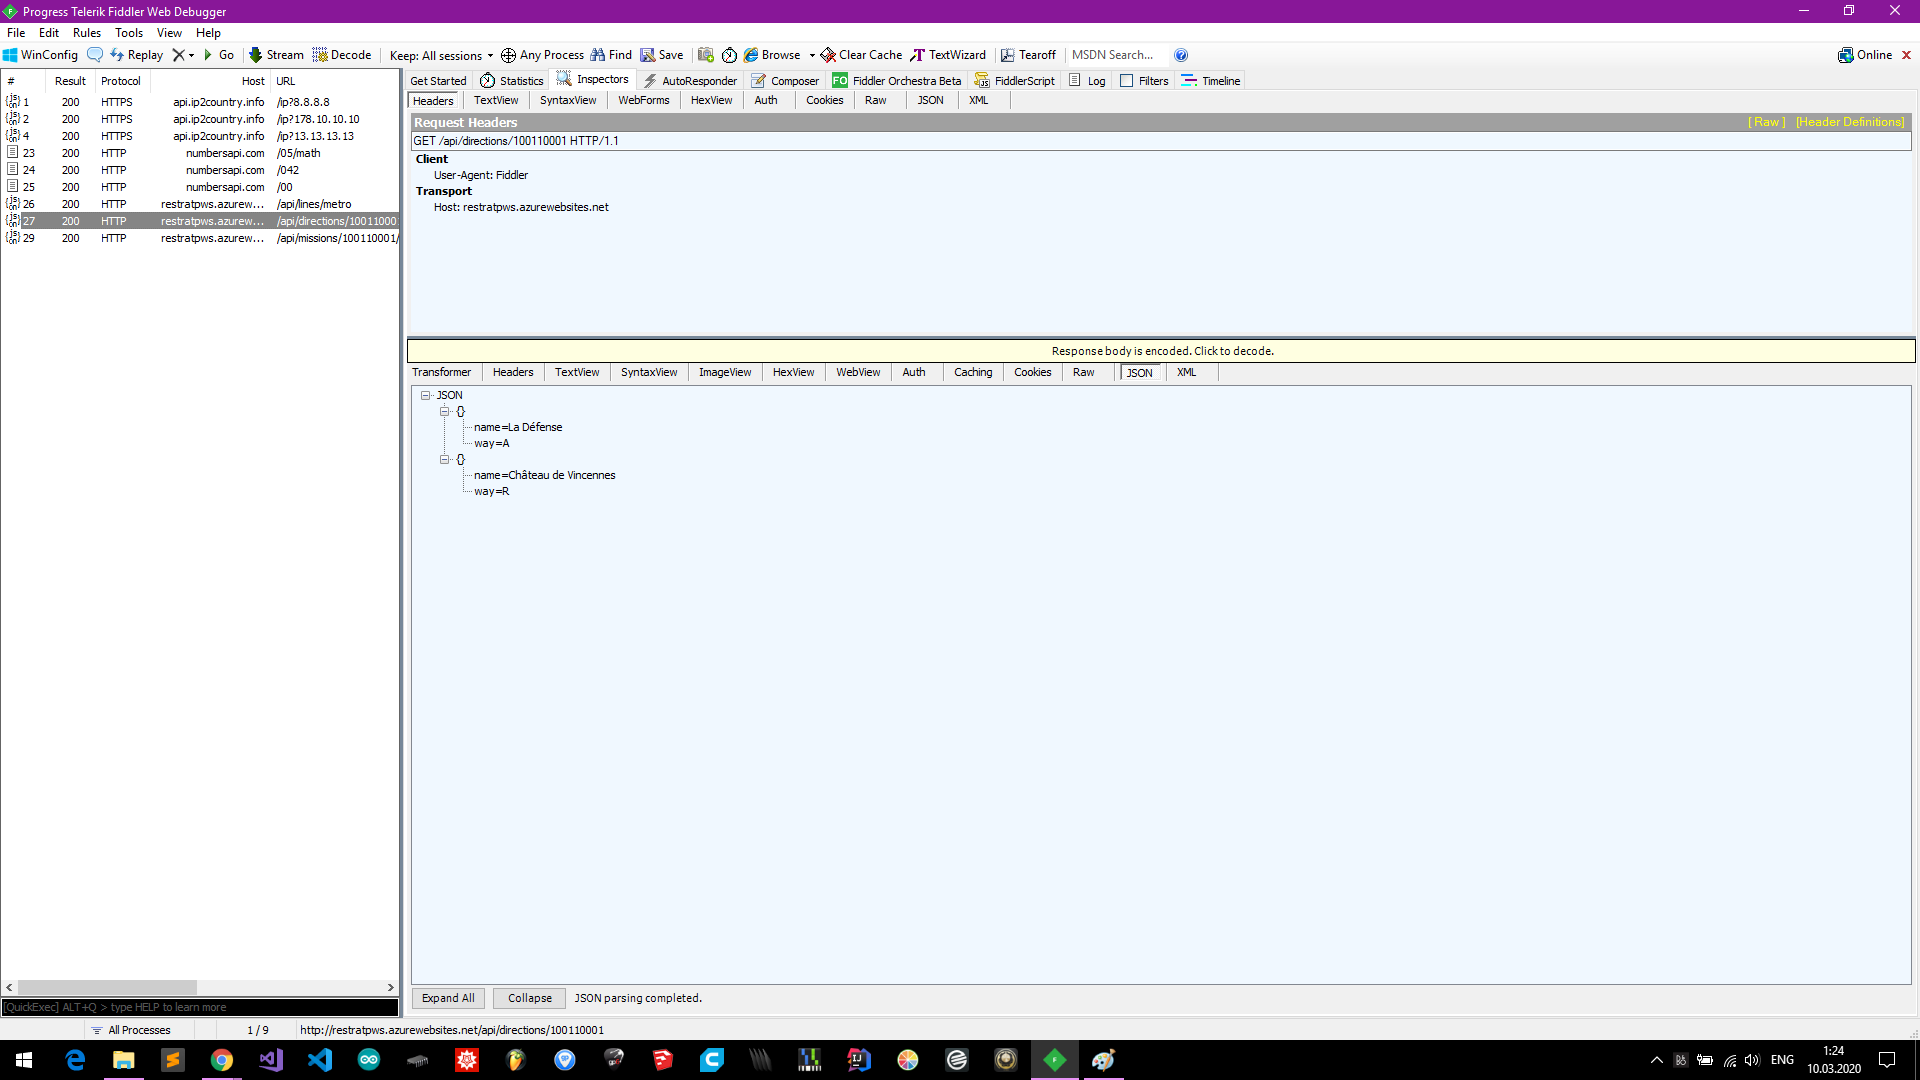 Progress Telerik Fiddler Web Debugger
File Edit Rules Tools View Help
WinConfig Replay Go Stream Decode Keep: All sessions Any Process Find Save Browse Clear Cache TextWizard Tearoff MSDN Search... Online
# Result Protocol Host URL
1 200 HTTPS api.ip2country.info /ip?8.8.8.8
2 200 HTTPS api.ip2country.info /ip?178.10.10.10
4 200 HTTPS api.ip2country.info /ip?13.13.13.13
23 200 HTTP numbersapi.com /05/math
24 200 HTTP numbersapi.com /042
25 200 HTTP numbersapi.com /00
26 200 HTTP restratpws.azurew... /api/lines/metro
27 200 HTTP restratpws.azurew... /api/directions/10011000
29 200 HTTP restratpws.azurew... /api/missions/100110001/
Get Started Statistics Inspectors AutoResponder Composer FO Fiddler Orchestra Beta FiddlerScript Log Filters Timeline
Headers TextView SyntaxView WebForms HexView Auth Cookies Raw JSON XML
Request Headers [ Raw ] [Header Definitions]
GET /api/directions/100110001 HTTP/1.1
Client
User-Agent: Fiddler
Transport
Host: restratpws.azurewebsites.net
Response body is encoded. Click to decode.
Transformer Headers TextView SyntaxView ImageView HexView WebView Auth Caching Cookies Raw JSON XML
JSON
{}
name=La Défense
way=A
{}
name=Château de Vincennes
way=R
Expand All Collapse JSON parsing completed.
[QuickExec] ALT+Q > type HELP to learn more
All Processes 1 / 9 http://restratpws.azurewebsites.net/api/directions/100110001
ENG 1:24
10.03.2020